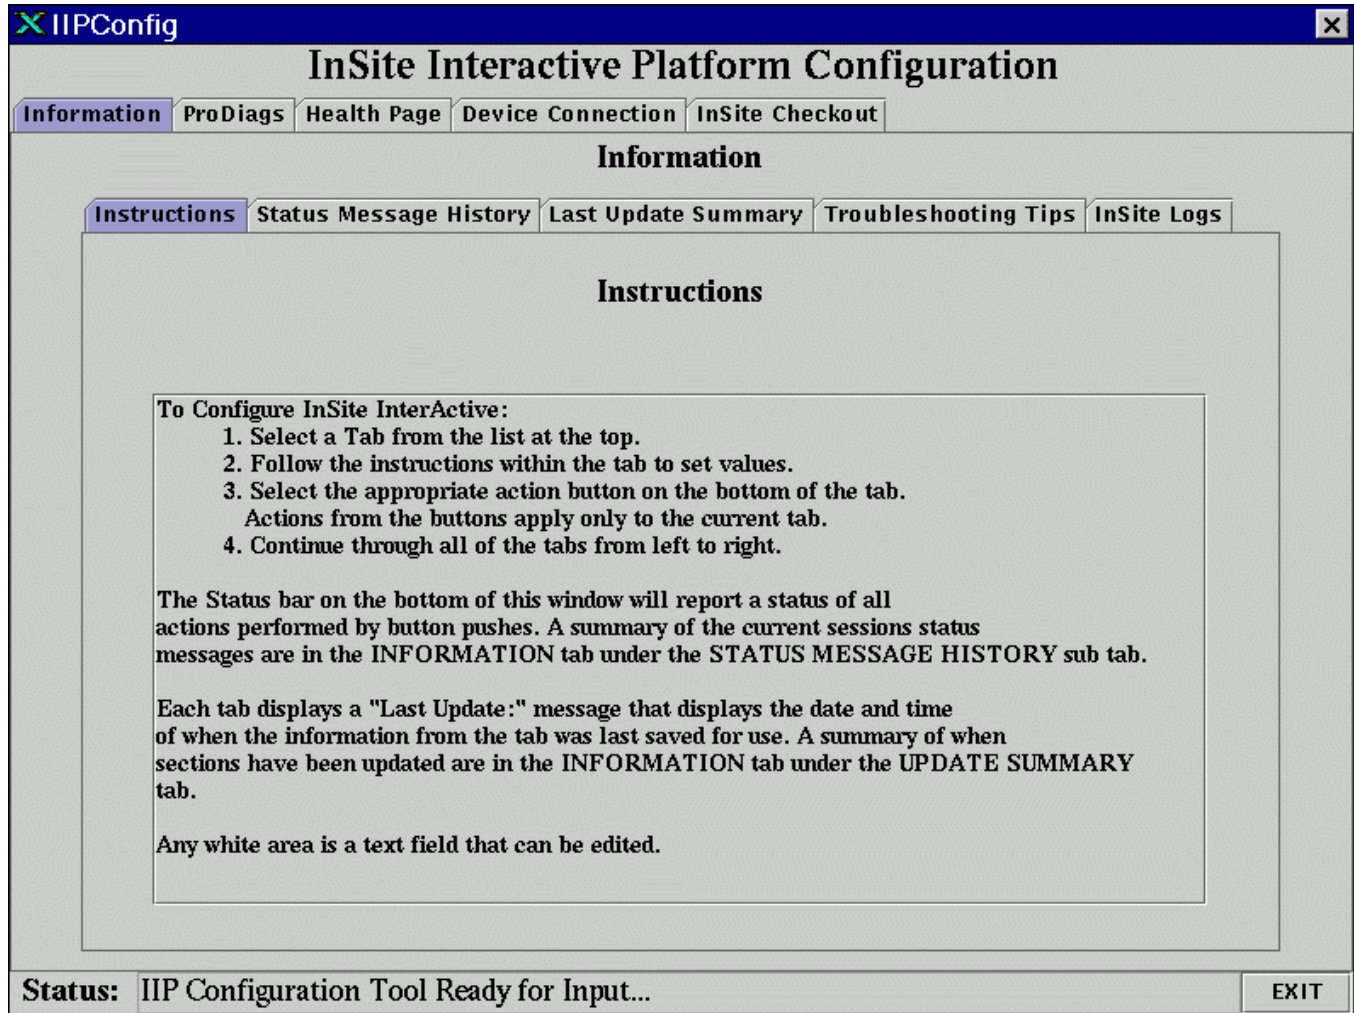 IIPConfig
InSite Interactive Platform Configuration
Information ProDiags Health Page Device Connection InSite Checkout
Information
Instructions Status Message History Last Update Summary Troubleshooting Tips InSite Logs
Instructions
To Configure InSite InterActive:
1. Select a Tab from the list at the top.
2. Follow the instructions within the tab to set values.
3. Select the appropriate action button on the bottom of the tab.
Actions from the buttons apply only to the current tab.
4. Continue through all of the tabs from left to right.
The Status bar on the bottom of this window will report a status of all
actions performed by button pushes. A summary of the current sessions status
messages are in the INFORMATION tab under the STATUS MESSAGE HISTORY sub tab.
Each tab displays a "Last Update:" message that displays the date and time
of when the information from the tab was last saved for use. A summary of when
sections have been updated are in the INFORMATION tab under the UPDATE SUMMARY
tab.
Any white area is a text field that can be edited.
Status: IIP Configuration Tool Ready for Input... EXIT